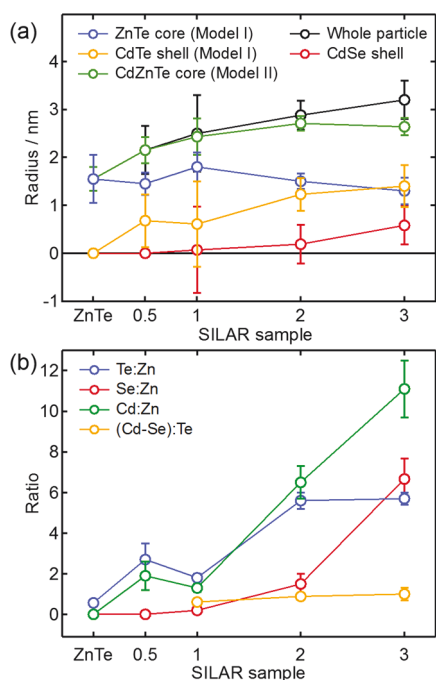 (a)
ZnTe core (Model I)
Whole particle
CdTe shell (Model I)
CdSe shell
CdZnTe core (Model II)
Radius / nm
4
3
2
1
0
-1
ZnTe 0.5 1 2 3
SILAR sample
(b)
Te:Zn
Se:Zn
Cd:Zn
(Cd-Se):Te
Ratio
12
10
8
6
4
2
0
ZnTe 0.5 1 2 3
SILAR sample